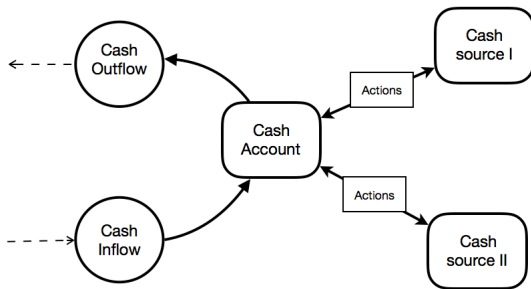 Cash
Outflow
Cash
source I
Actions
Cash
Account
Actions
Cash
Inflow
Cash
source II